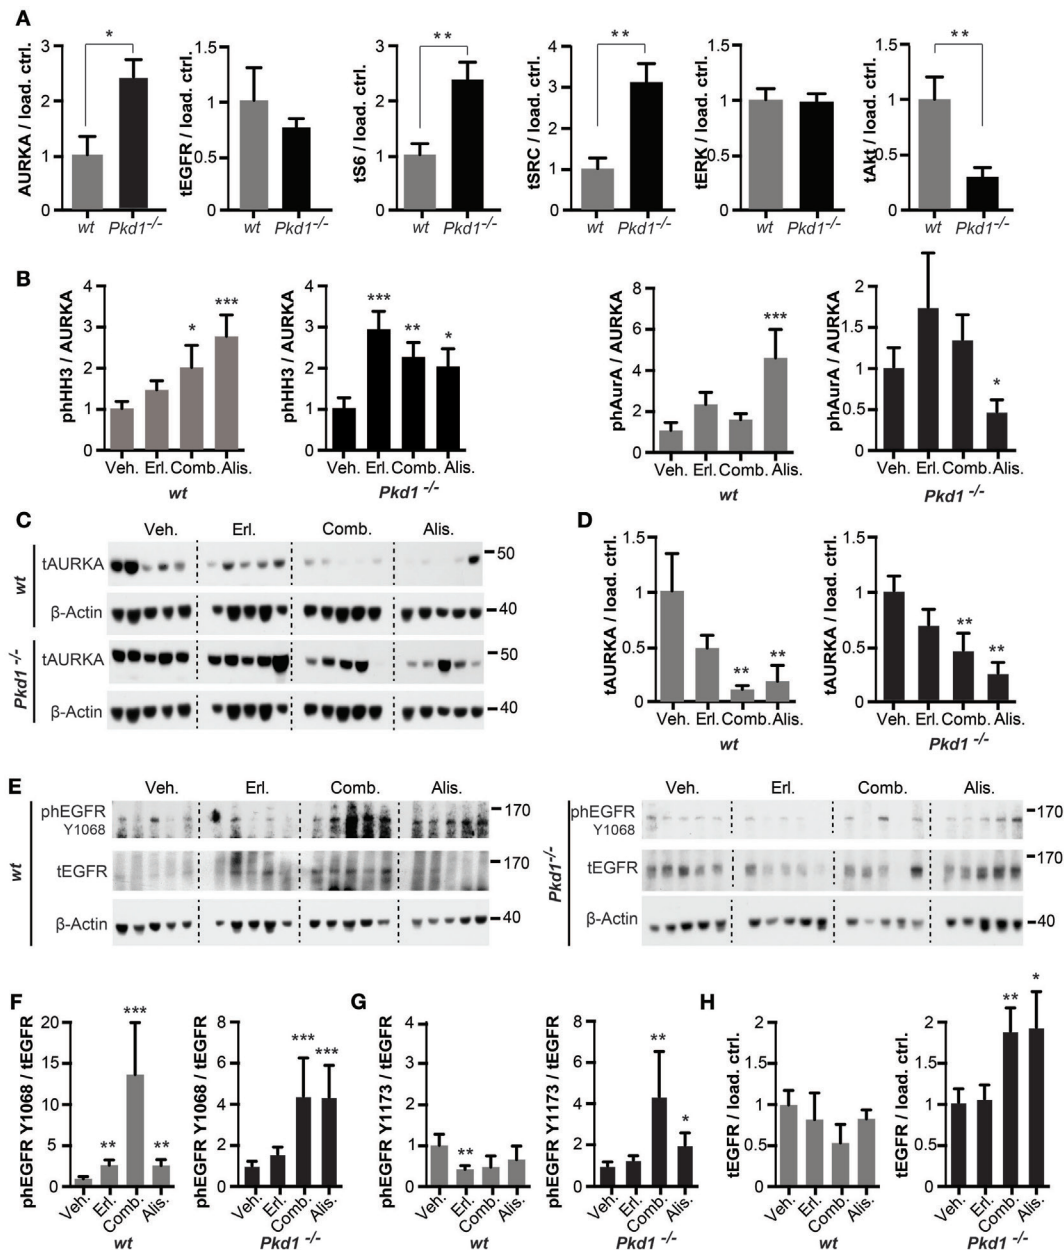 A
AURKA / load. ctrl.
3
2
1
0
*
wt Pkd1-/-
tEGFR / load. ctrl.
1.5
1
0.5
0
wt Pkd1-/-
tS6 / load. ctrl.
3
2
1
0
**
wt Pkd1-/-
tSRC / load. ctrl.
4
3
2
1
0
**
wt Pkd1-/-
tERK / load. ctrl.
1.5
1
0.5
0
wt Pkd1-/-
tAkt / load. ctrl.
1.5
1
0.5
0
**
wt Pkd1-/-
B
phHH3 / AURKA
4
3
2
1
0
* ***
Veh. Erl. Comb. Alis.
wt
phHH3 / AURKA
4
3
2
1
0
*** ** *
Veh. Erl. Comb. Alis.
Pkd1 -/-
phAurA / AURKA
8
6
4
2
0
***
Veh. Erl. Comb. Alis.
wt
phAurA / AURKA
2
1.5
1
0.5
0
*
Veh. Erl. Comb. Alis.
Pkd1 -/-
C
Veh. Erl. Comb. Alis.
wt
tAURKA 50
β-Actin 40
Pkd1 -/-
tAURKA 50
β-Actin 40
D
tAURKA / load. ctrl.
1.5
1
0.5
0
** **
Veh. Erl. Comb. Alis.
wt
tAURKA / load. ctrl.
1.5
1
0.5
0
** **
Veh. Erl. Comb. Alis.
Pkd1 -/-
E
Veh. Erl. Comb. Alis.
wt
phEGFR 170
Y1068
tEGFR 170
β-Actin 40
Veh. Erl. Comb. Alis.
Pkd1-/-
phEGFR 170
Y1068
tEGFR 170
β-Actin 40
F
phEGFR Y1068 / tEGFR
20
15
10
5
0
** *** **
Veh. Erl. Comb. Alis.
wt
phEGFR Y1068 / tEGFR
8
6
4
2
0
*** ***
Veh. Erl. Comb. Alis.
Pkd1 -/-
G
phEGFR Y1173 / tEGFR
4
3
2
1
0
**
Veh. Erl. Comb. Alis.
wt
phEGFR Y1173 / tEGFR
8
6
4
2
0
** *
Veh. Erl. Comb. Alis.
Pkd1 -/-
H
tEGFR / load. ctrl.
2
1.5
1
0.5
0
Veh. Erl. Comb. Alis.
wt
tEGFR / load. ctrl.
2
1.5
1
0.5
0
** *
Veh. Erl. Comb. Alis.
Pkd1 -/-